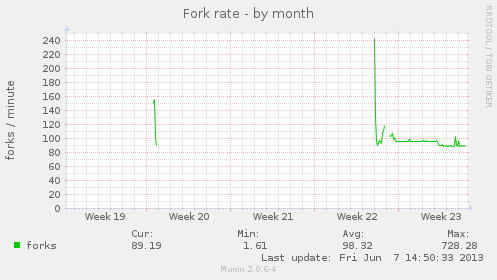 Fork rate - by month
RRDTOOL / TOBI OETIKER
forks / minute
240
220
200
180
160
140
120
100
80
60
40
20
0
Week 19 Week 20 Week 21 Week 22 Week 23
Cur: Min: Avg: Max:
forks 89.19 1.61 98.32 728.28
Last update: Fri Jun 7 14:50:33 2013
Munin 2.0.6-4